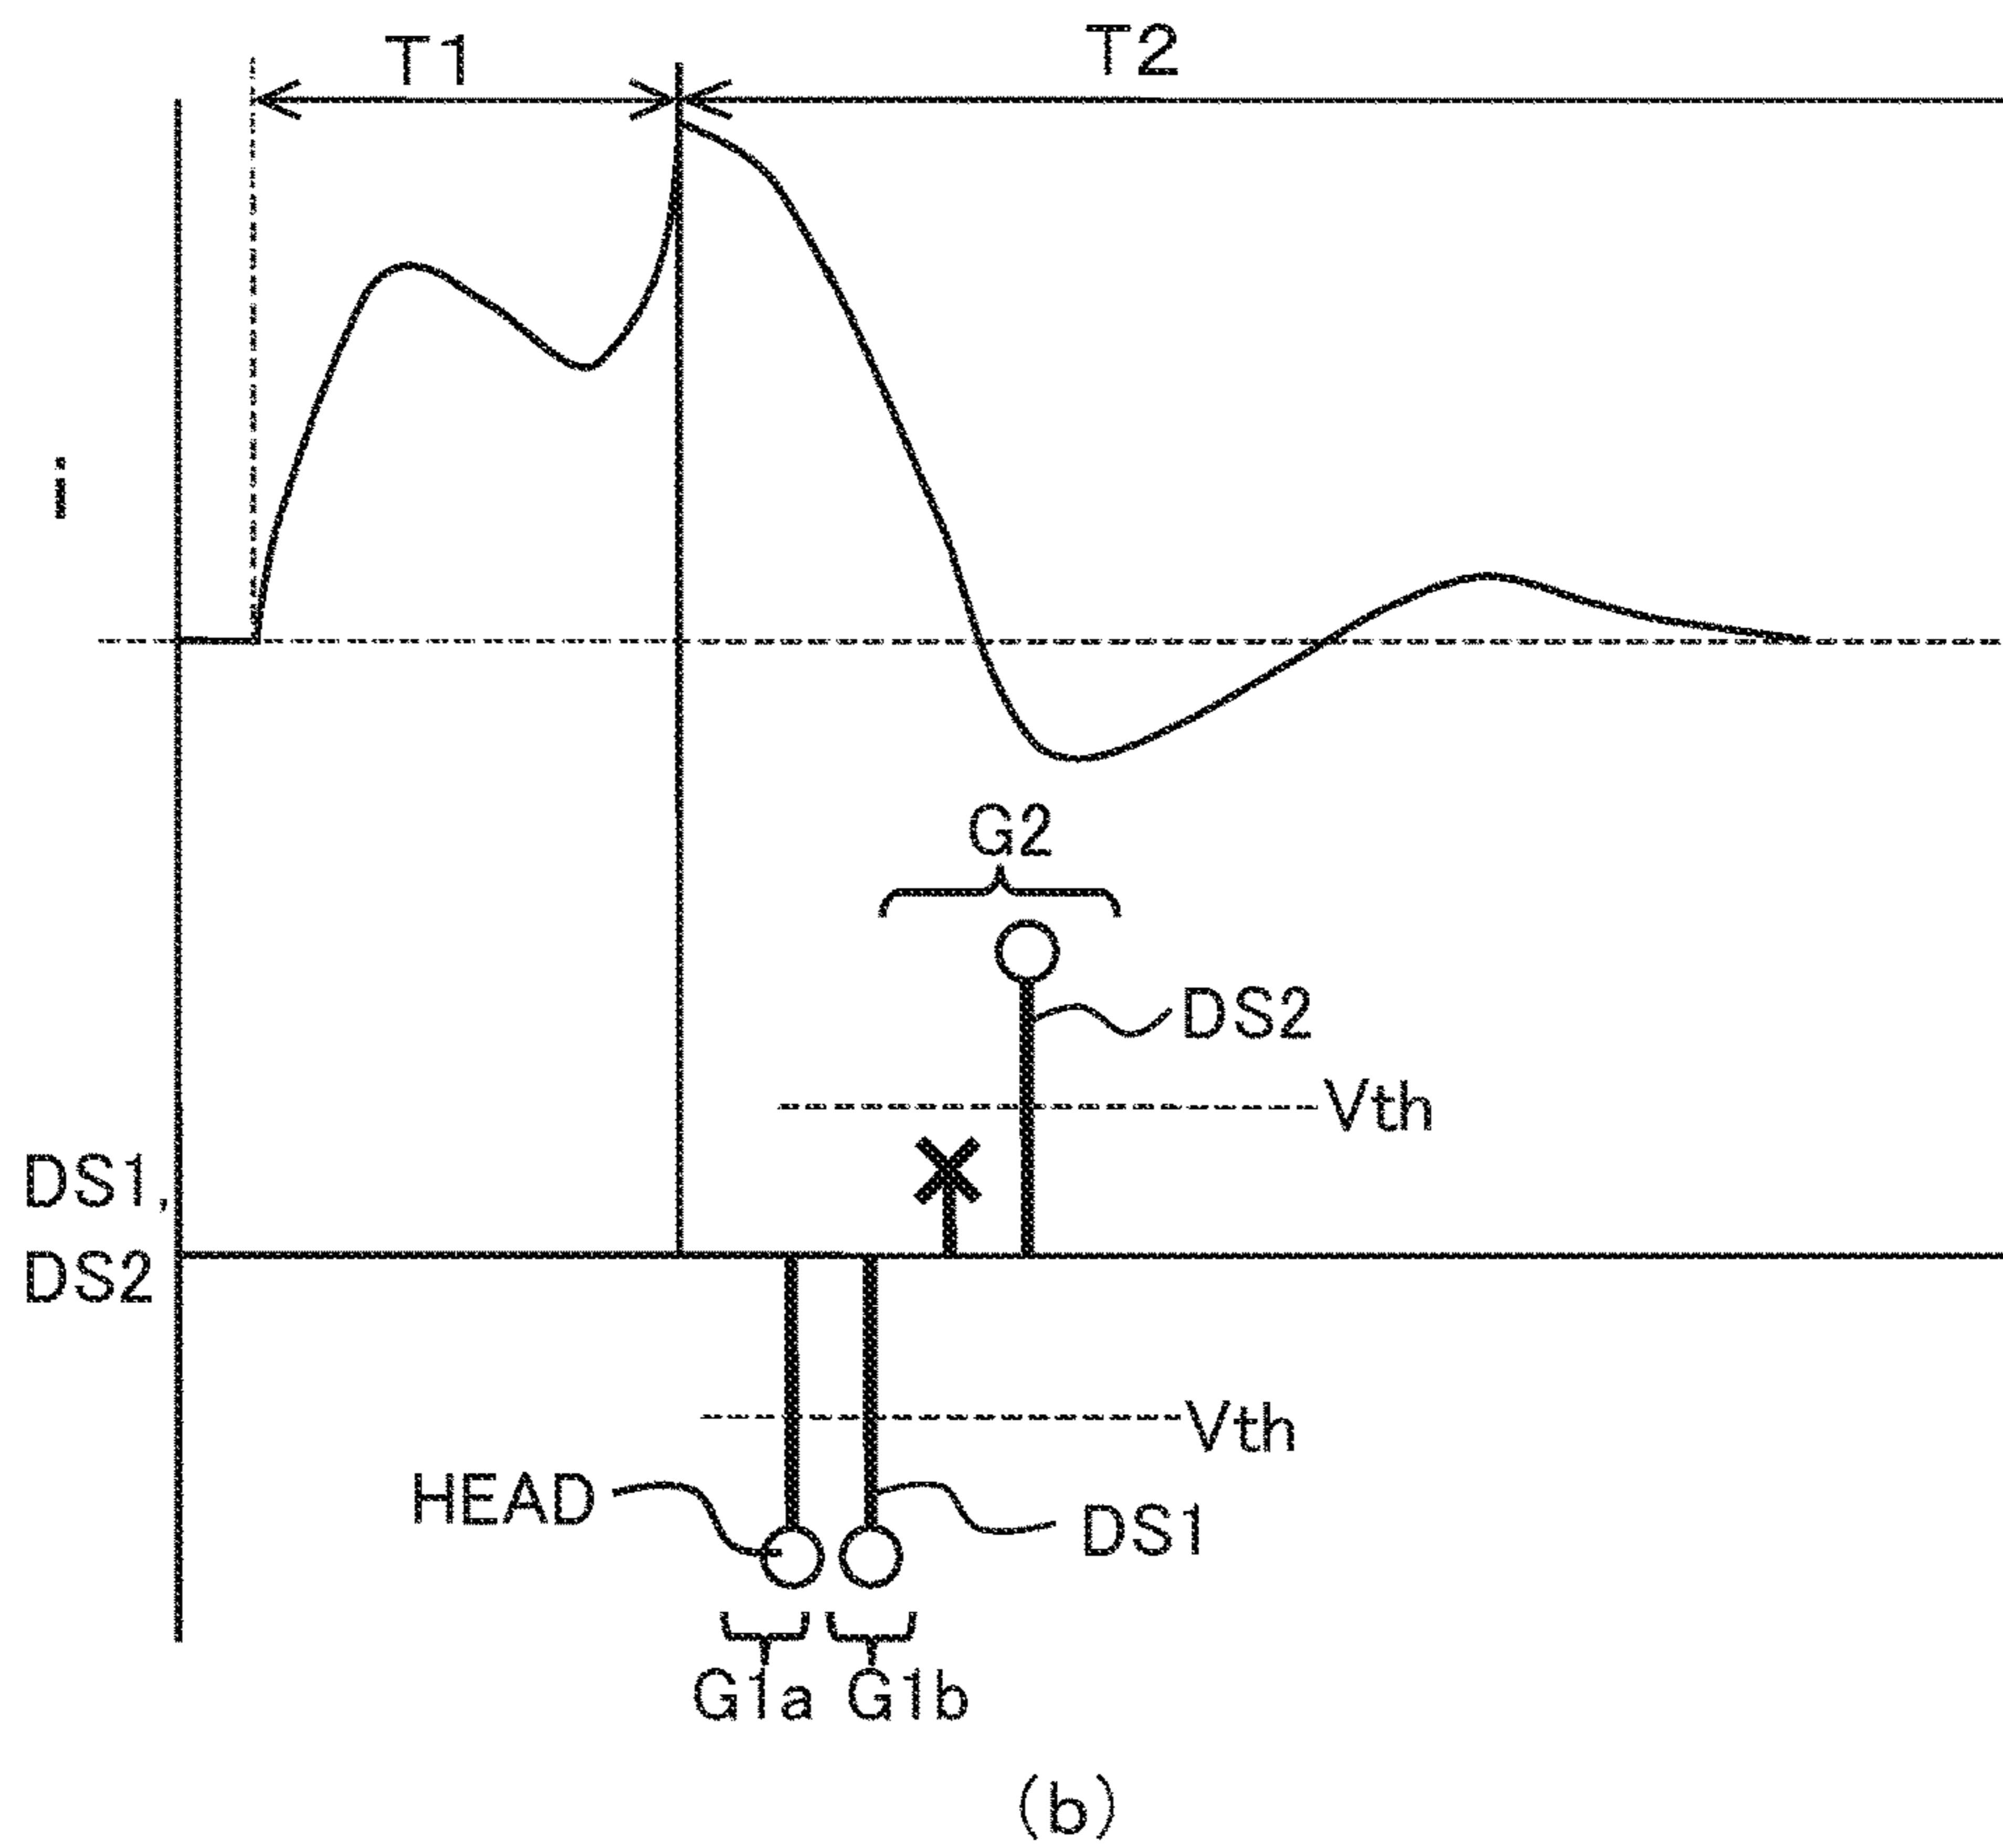 T1
T2
i
G2
DS2
Vth
DS1,
DS2
Vth
HEAD
DS1
G1a
G1b
(b)